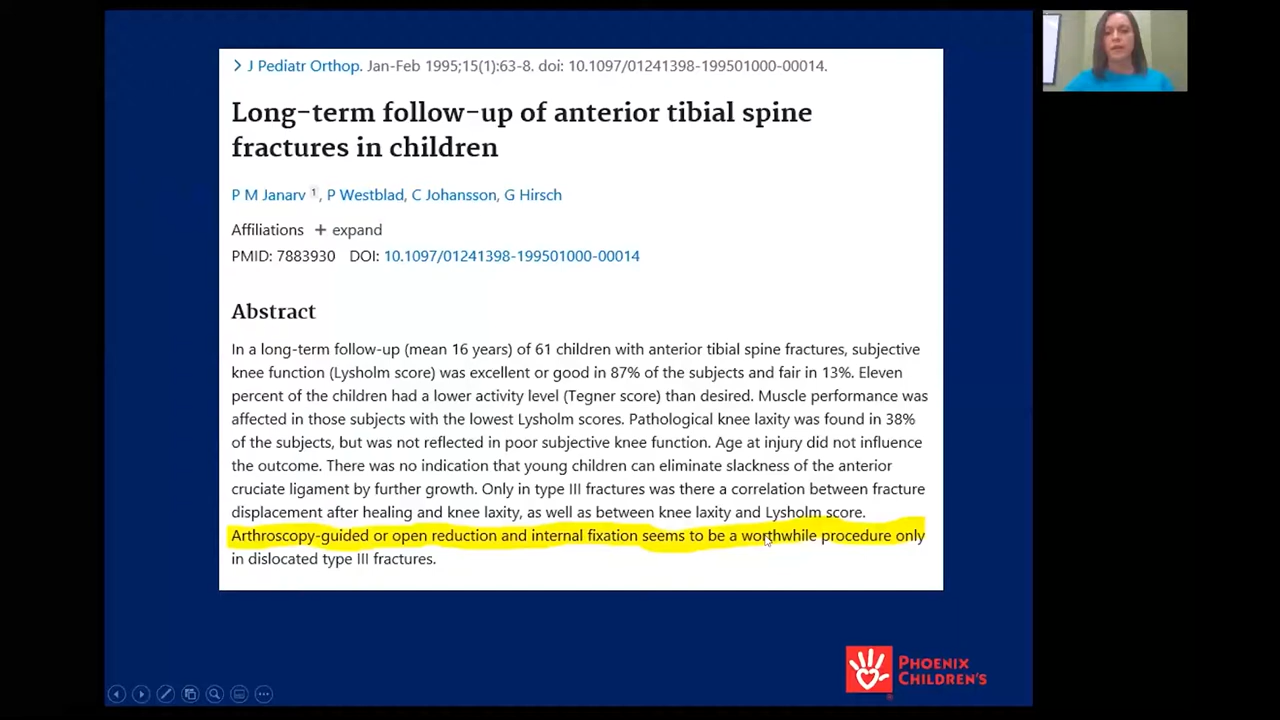 > J Pediatr Orthop. Jan-Feb 1995;15(1):63-8. doi: 10.1097/01241398-199501000-00014.
Long-term follow-up of anterior tibial spine
fractures in children
P M Janarv 1, P Westblad, C Johansson, G Hirsch
Affiliations + expand
PMID: 7883930 DOI: 10.1097/01241398-199501000-00014
Abstract
In a long-term follow-up (mean 16 years) of 61 children with anterior tibial spine fractures, subjective
knee function (Lysholm score) was excellent or good in 87% of the subjects and fair in 13%. Eleven
percent of the children had a lower activity level (Tegner score) than desired. Muscle performance was
affected in those subjects with the lowest Lysholm scores. Pathological knee laxity was found in 38%
of the subjects, but was not reflected in poor subjective knee function. Age at injury did not influence
the outcome. There was no indication that young children can eliminate slackness of the anterior
cruciate ligament by further growth. Only in type III fractures was there a correlation between fracture
displacement after healing and knee laxity, as well as between knee laxity and Lysholm score.
Arthroscopy-guided or open reduction and internal fixation seems to be a worthwhile procedure only
in dislocated type III fractures.
PHOENIX
CHILDREN'S